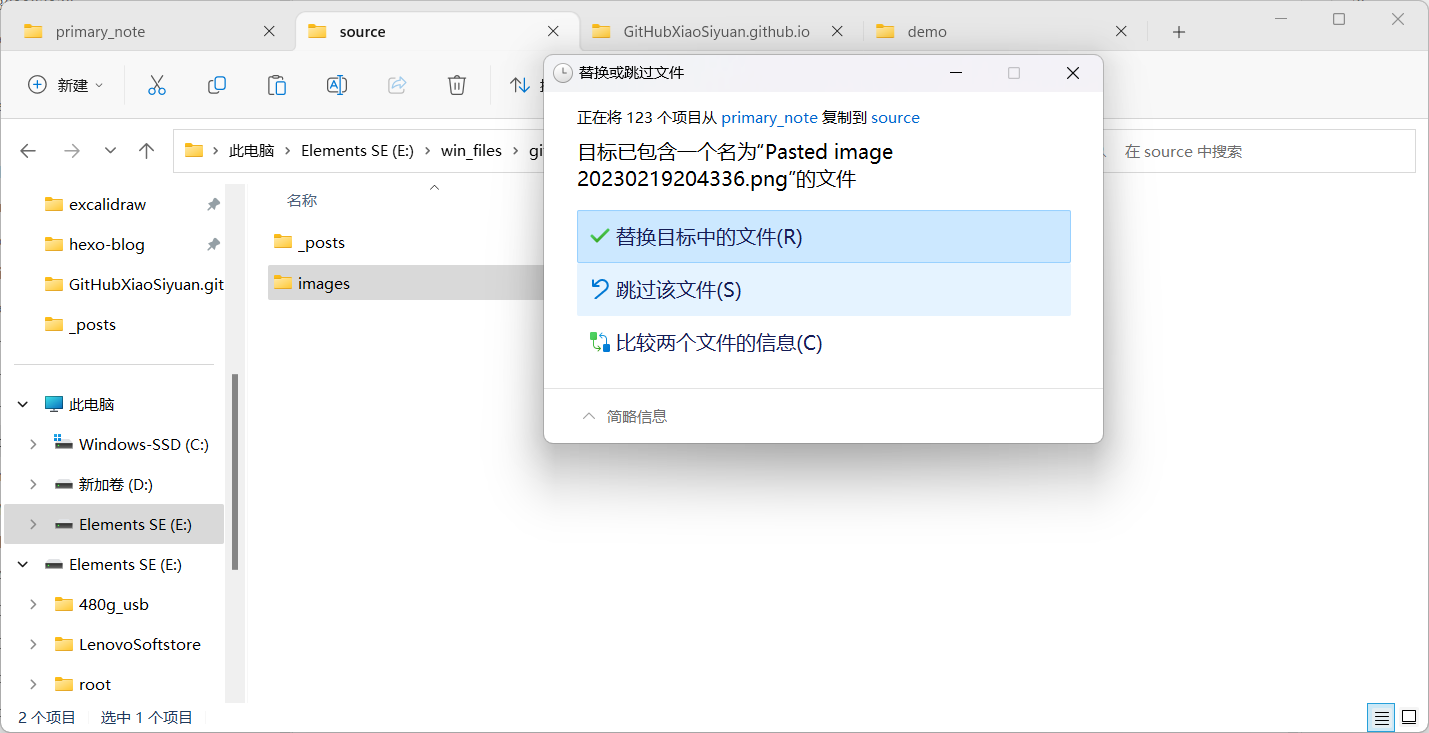 primary_note
source
GitHubXiaoSiyuan.github.io
demo
新建
替换或跳过文件
正在将 123 个项目从 primary_note 复制到 source
目标已包含一个名为“Pasted image
20230219204336.png”的文件
替换目标中的文件(R)
跳过该文件(S)
比较两个文件的信息(C)
简略信息
此电脑
Elements SE (E:)
win_files
在 source 中搜索
excalidraw
hexo-blog
GitHubXiaoSiyuan.git
_posts
此电脑
Windows-SSD (C:)
新加卷 (D:)
Elements SE (E:)
Elements SE (E:)
480g_usb
LenovoSoftstore
root
名称
_posts
images
2 个项目
选中 1 个项目